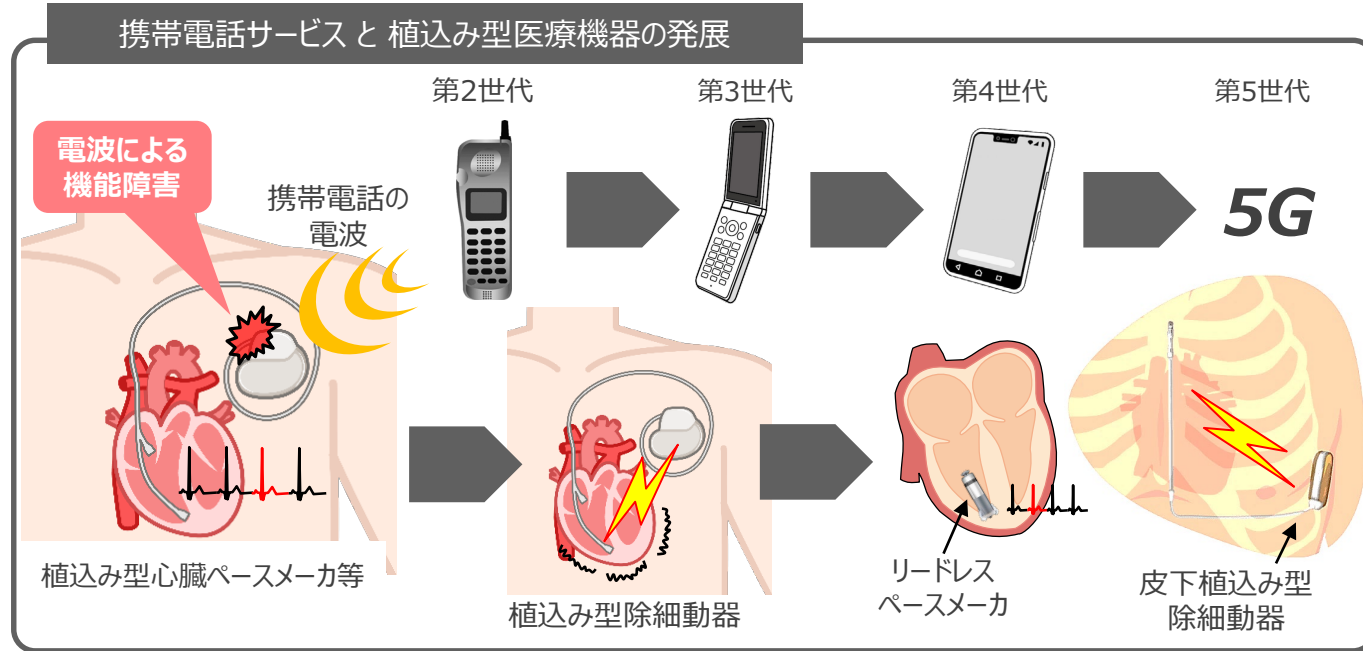 携帯電話サービス と 植込み型医療機器の発展
第2世代
第3世代
第4世代
第5世代
電波による
機能障害
携帯電話の
電波
5G
植込み型心臓ペースメーカ等
植込み型除細動器
リードレス
ペースメーカ
皮下植込み型
除細動器